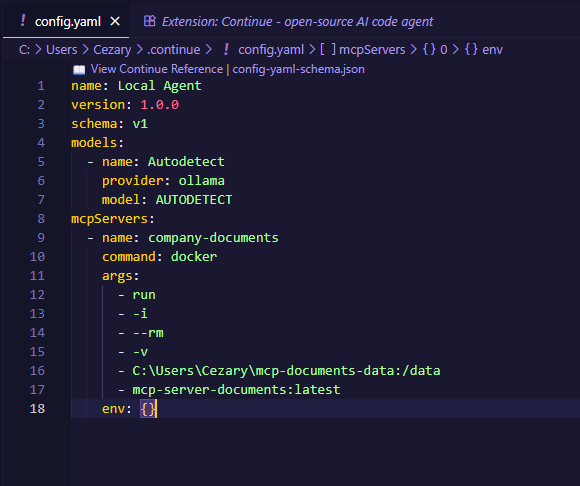 config.yaml Extension: Continue - open-source AI code agent
C: > Users > Cezary > .continue > ! config.yaml > [ ] mcpServers > {} 0 > {} env
View Continue Reference | config-yaml-schema.json
1 name: Local Agent
2 version: 1.0.0
3 schema: v1
4 models:
5 - name: Autodetect
6 provider: ollama
7 model: AUTODETECT
8 mcpServers:
9 - name: company-documents
10 command: docker
11 args:
12 - run
13 - -i
14 - --rm
15 - -v
16 - C:\Users\Cezary\mcp-documents-data:/data
17 - mcp-server-documents:latest
18 env: {}